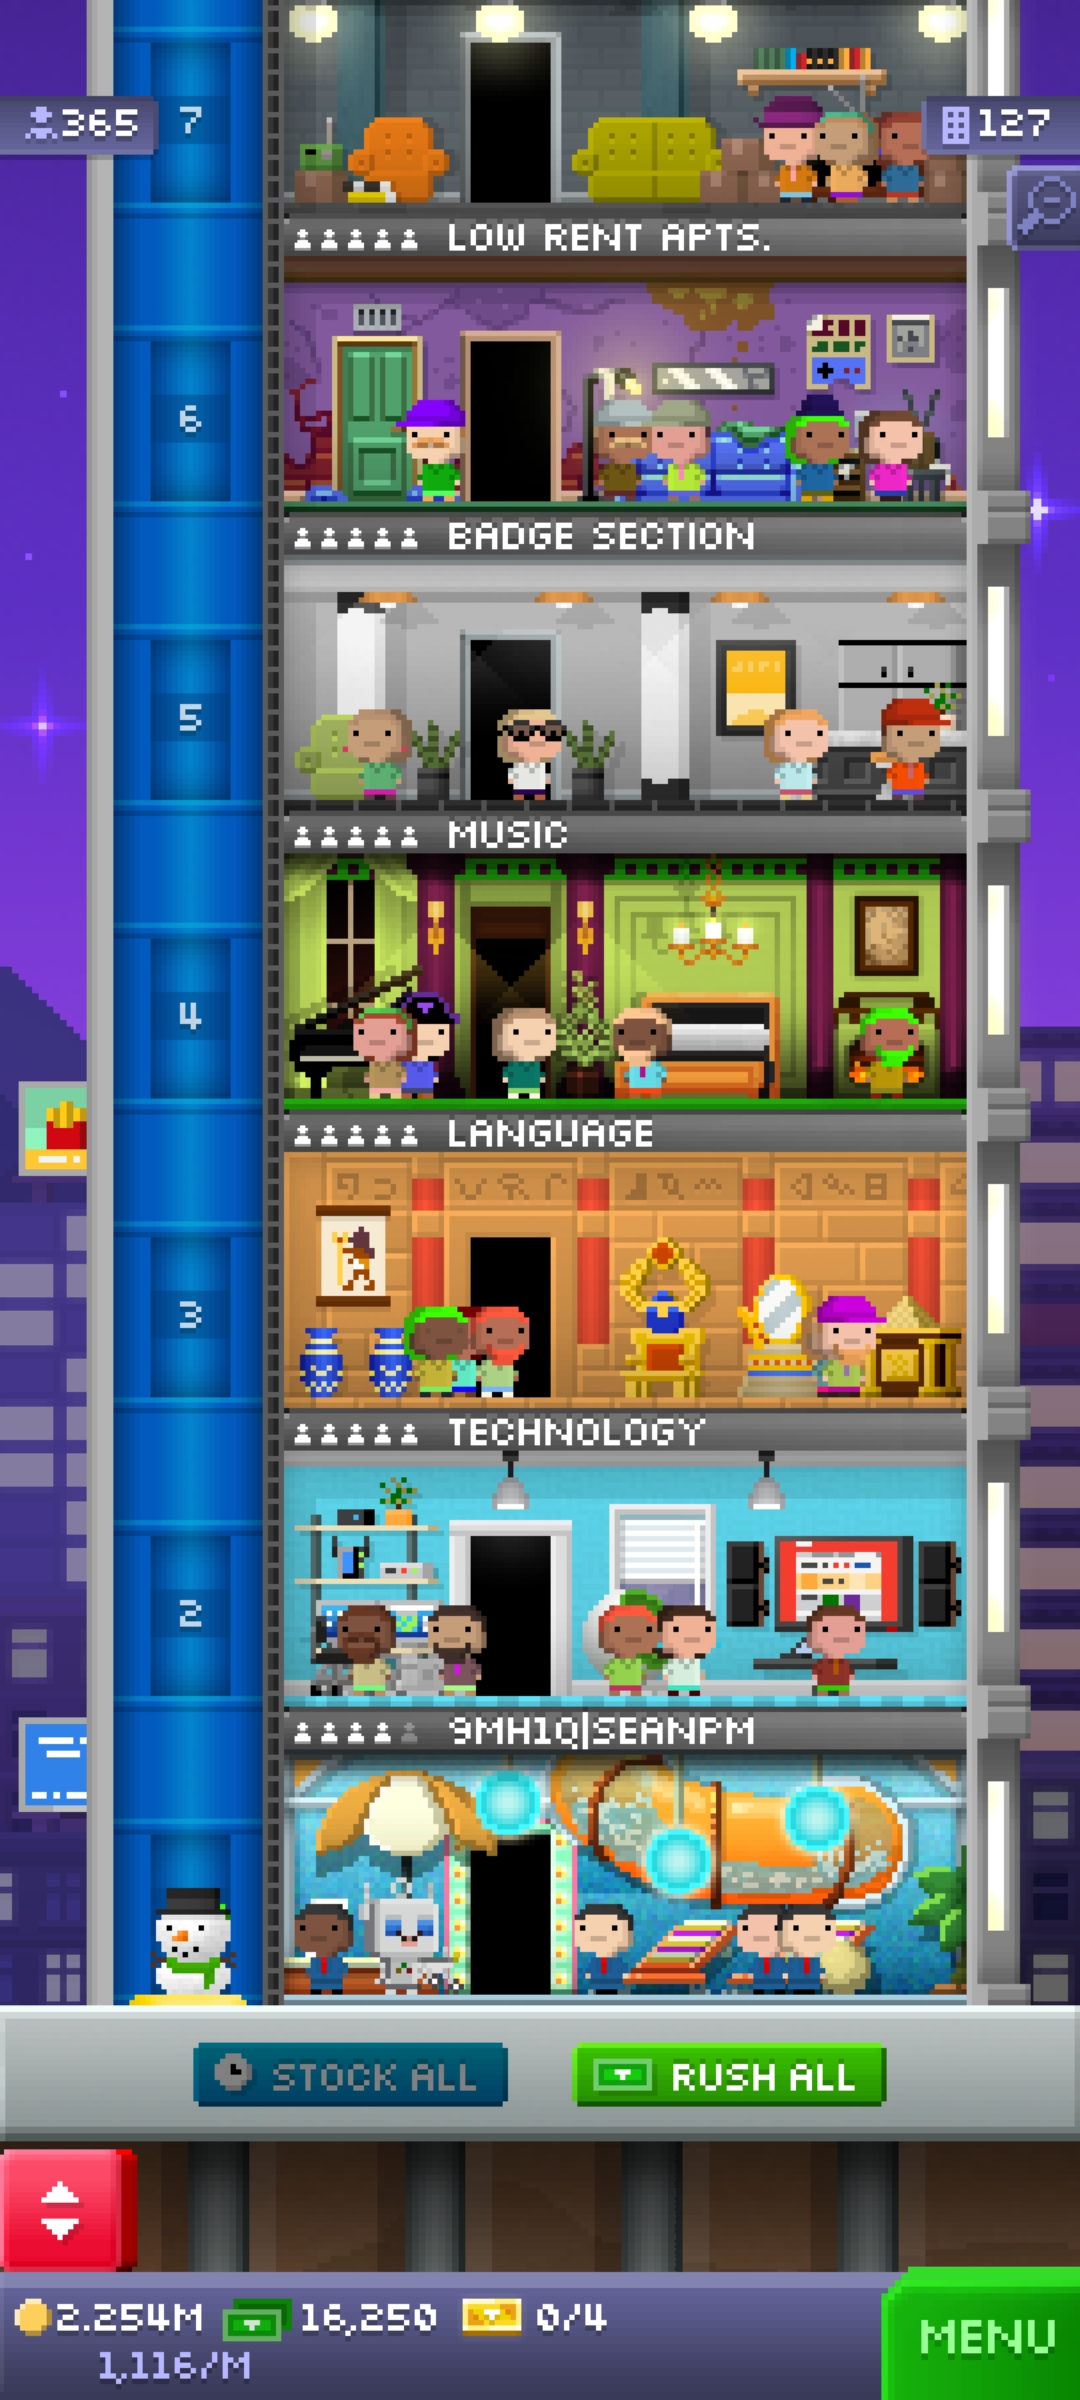 365
7
127
LOW RENT APTS.
6
BADGE SECTION
5
MUSIC
4
LANGUAGE
3
TECHNOLOGY
2
9MH1Q|SEANPM
STOCK ALL
RUSH ALL
2.254M
16,250
0/4
1,116/M
MENU